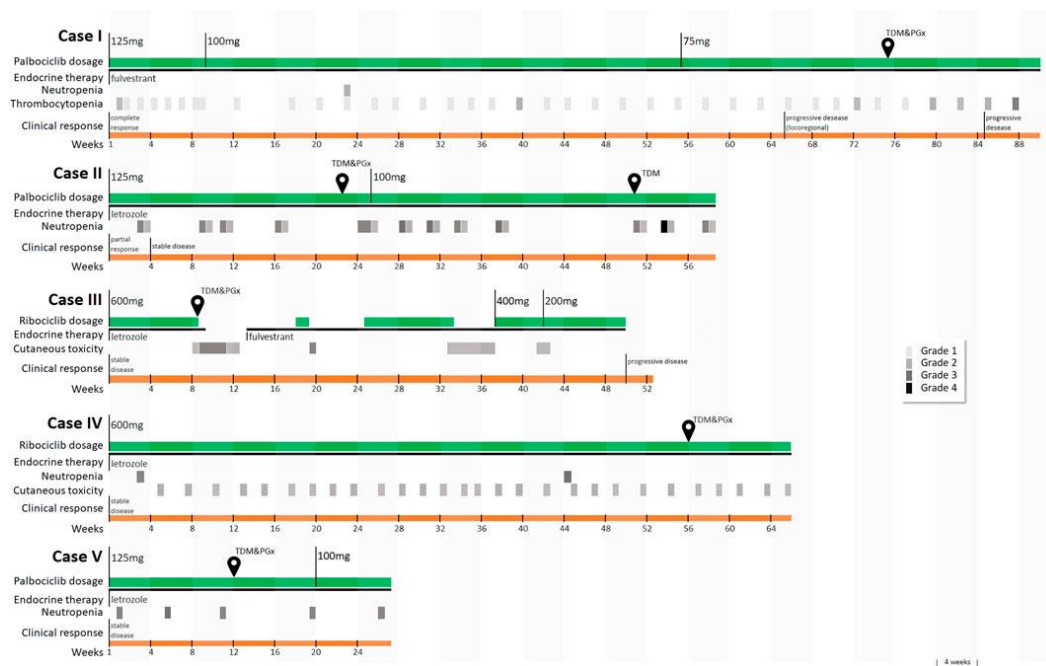 Case I
125mg 100mg 75mg TDM&PGx
Palbociclib dosage
Endocrine therapy fulvestrant
Neutropenia
Thrombocytopenia
complete progressive desease progressive
Clinical response response (locoregional) desease
Weeks 1 4 8 12 16 20 24 28 32 36 40 44 48 52 56 60 64 68 72 76 80 84 88
Case II
125mg TDM&PGx 100mg TDM
Palbociclib dosage
Endocrine therapy letrozole
Neutropenia
partial
Clinical response response stable disease
Weeks 4 8 12 16 20 24 28 32 36 40 44 48 52 56
Case III
600mg TDM&PGx 400mg 200mg
Ribociclib dosage
Endocrine therapy letrozole fulvestrant
Cutaneous toxicity
Clinical response stable disease progressive disease
Weeks 4 8 12 16 20 24 28 32 36 40 44 48 52
Grade 1
Grade 2
Grade 3
Grade 4
Case IV
600mg TDM&PGx
Ribociclib dosage
Endocrine therapy letrozole
Neutropenia
Cutaneous toxicity
Clinical response stable disease
Weeks 4 8 12 16 20 24 28 32 36 40 44 48 52 56 60 64
Case V
125mg TDM&PGx 100mg
Palbociclib dosage
Endocrine therapy letrozole
Neutropenia
Clinical response stable disease
Weeks 1 4 8 12 16 20 24
4 weeks